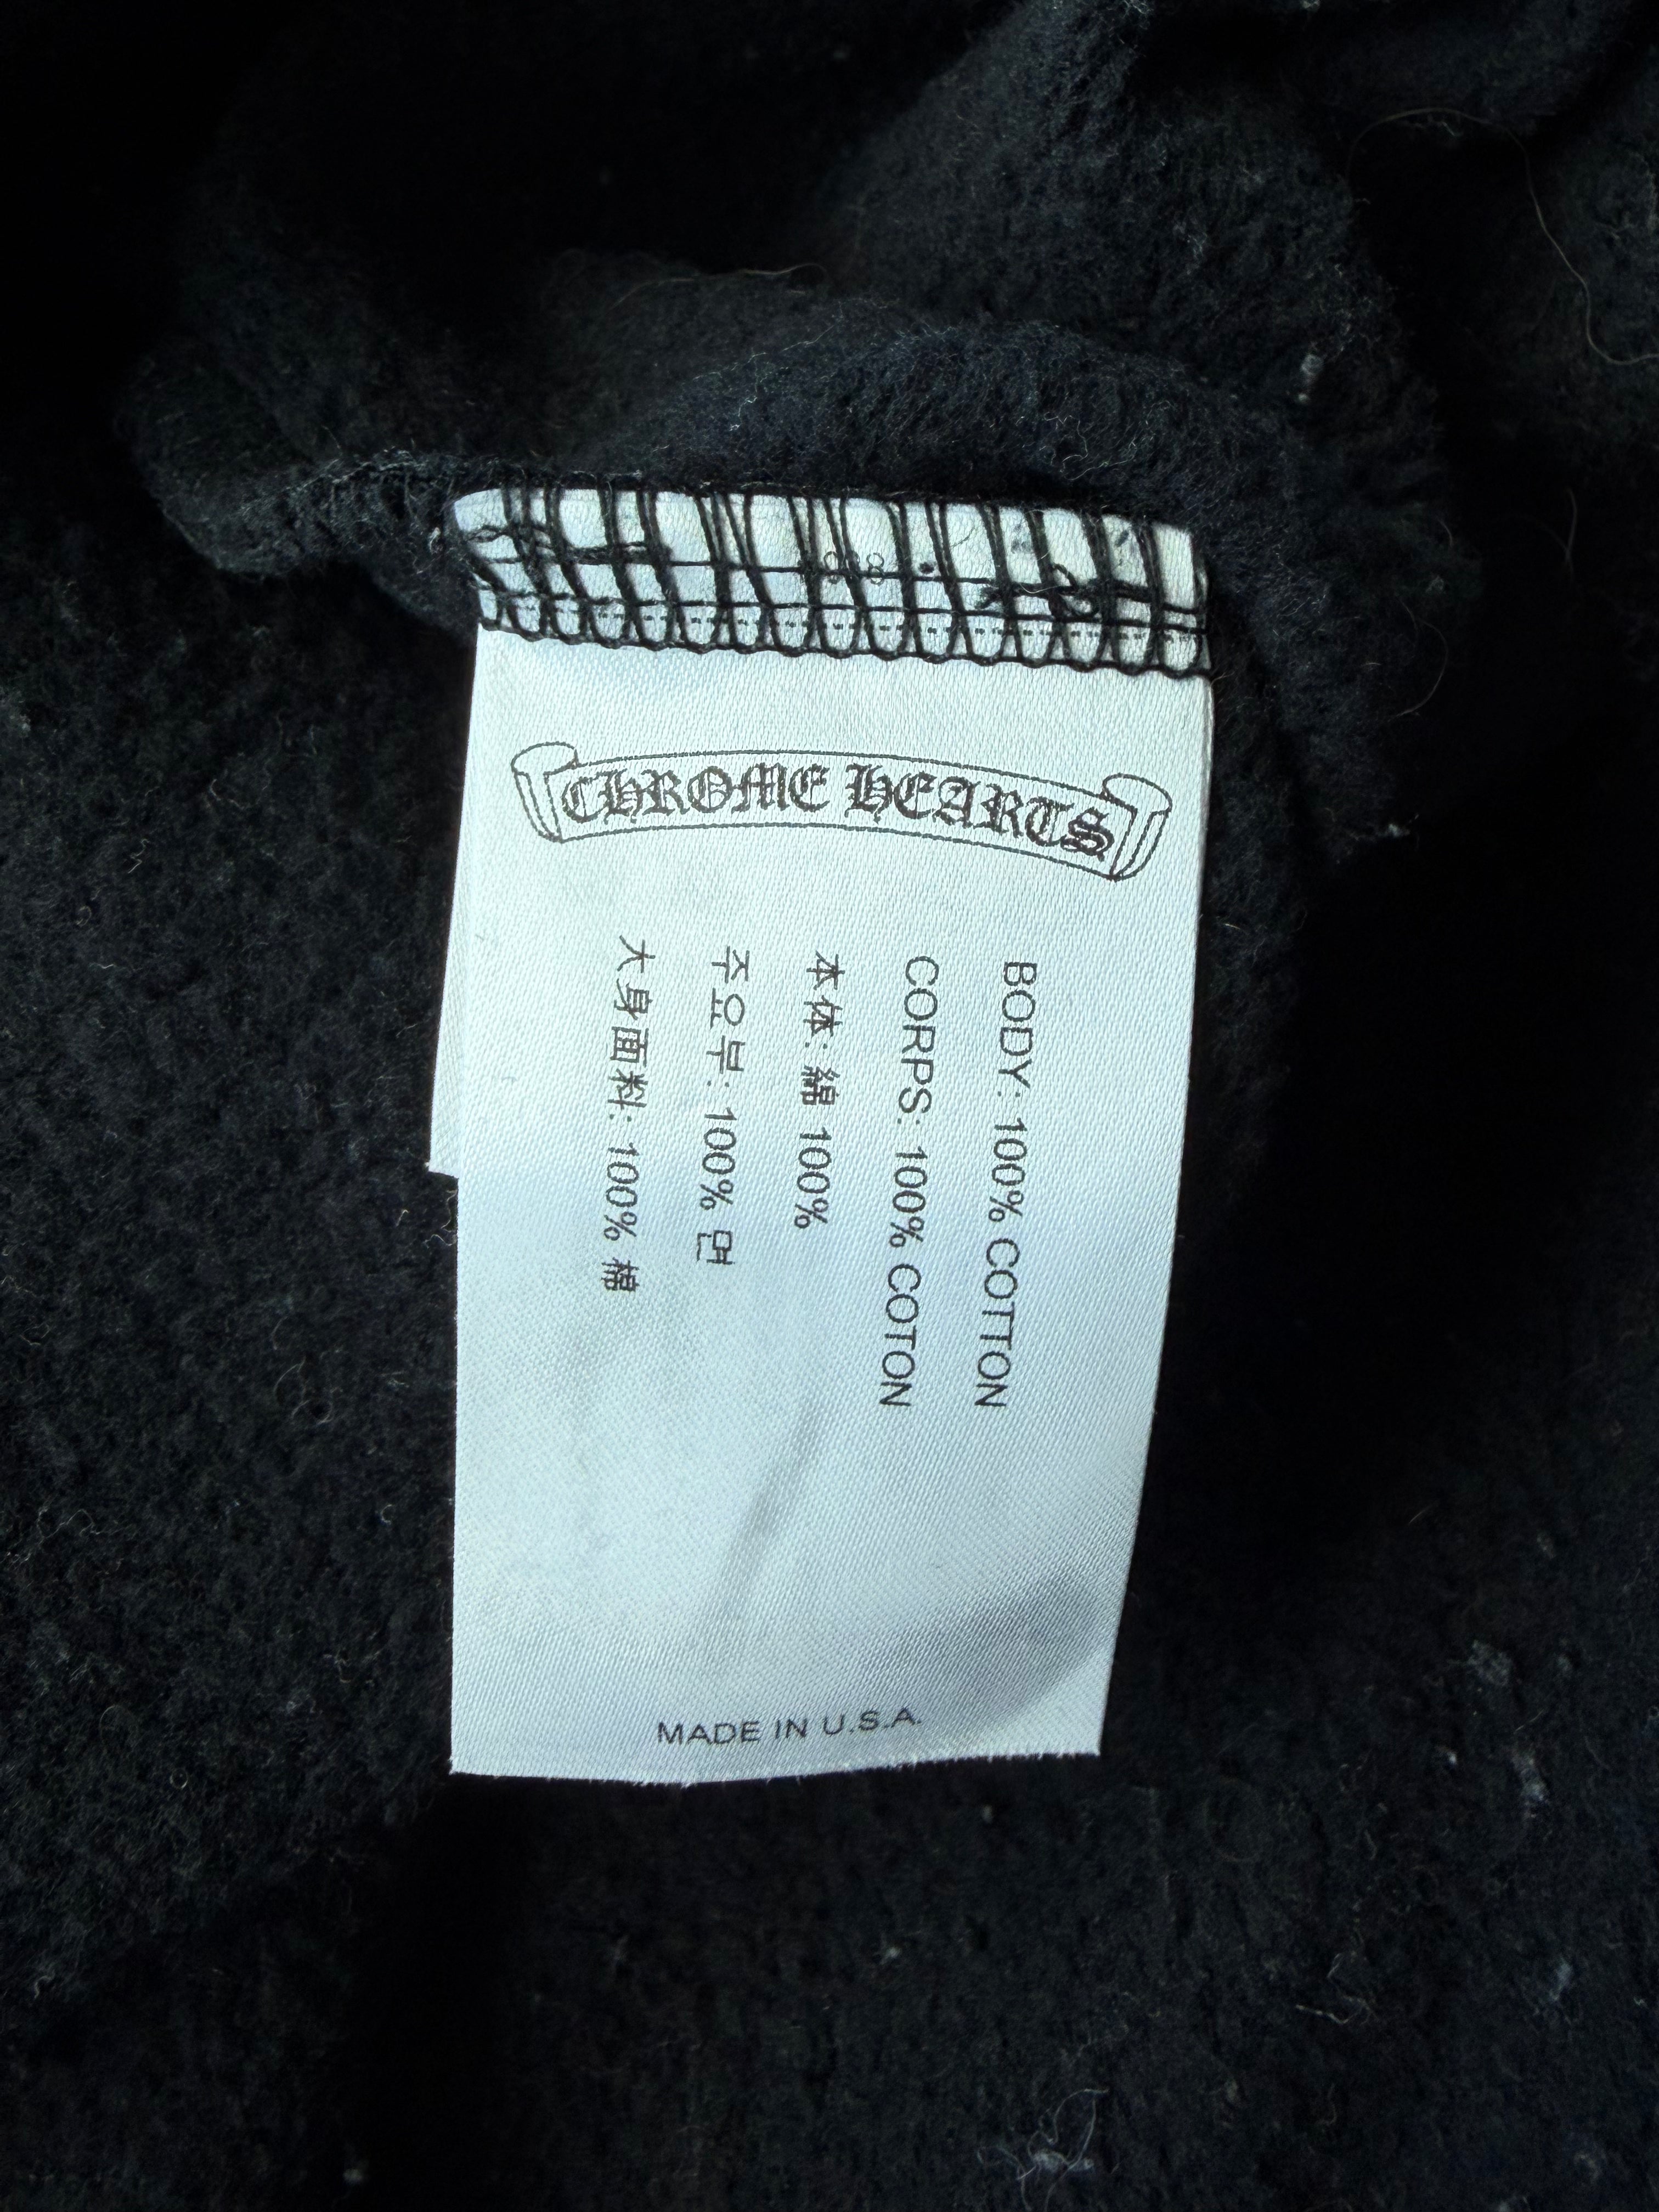 CHROME HEARTS
BODY: 100% COTTON
CORPS: 100% COTON
本体: 綿 100%
주요부: 100% 면
大身面料: 100% 棉
MADE IN U.S.A.